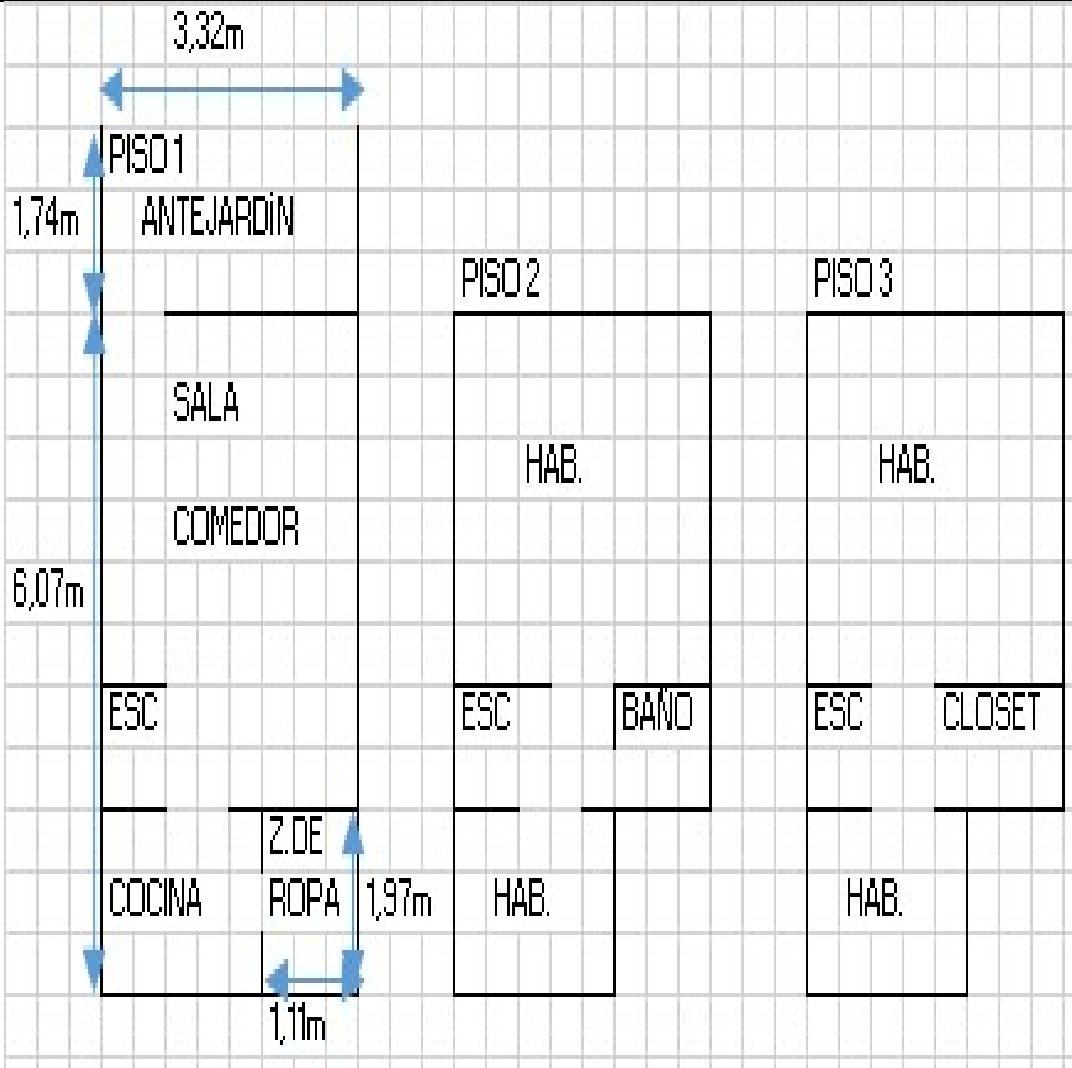 3,32m
PISO 1
1,74m
ANTEJARDÍN
PISO 2
PISO 3
SALA
HAB.
HAB.
COMEDOR
6,07m
ESC
ESC
BAÑO
ESC
CLOSET
Z.DE
COCINA
ROPA
1,97m
HAB.
HAB.
1,11m